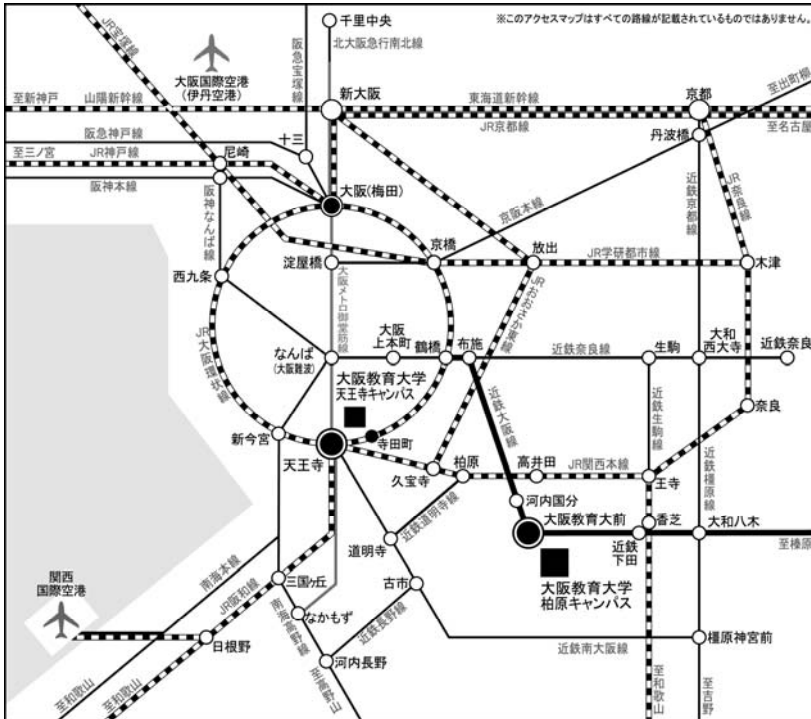 ※このアクセスマップはすべての路線が記載されているものではありません。
千里中央
北大阪急行南北線
JR宝塚線
阪急宝塚線
大阪国際空港
(伊丹空港)
至出町柳
至新神戸
山陽新幹線
新大阪
東海道新幹線
京都
JR京都線
至名古屋
阪急神戸線
十三
丹波橋
至三ノ宮
JR神戸線
尼崎
阪神本線
大阪(梅田)
京阪本線
近鉄京都線
JR奈良線
阪神なんば線
淀屋橋
京橋
放出
JR学研都市線
木津
西九条
大阪メトロ御堂筋線
JRおおさか東線
JR大阪環状線
なんば
(大阪難波)
大阪
上本町
鶴橋
布施
近鉄奈良線
生駒
大和
西大寺
近鉄奈良
大阪教育大学
天王寺キャンパス
近鉄大阪線
近鉄生駒線
奈良
新今宮
寺田町
天王寺
久宝寺
柏原
高井田
JR関西本線
王寺
近鉄橿原線
河内国分
近鉄道明寺線
大阪教育大前
香芝
大和八木
至榛原
近鉄
下田
道明寺
南海本線
大阪教育大学
柏原キャンパス
関西
国際空港
JR阪和線
三国ヶ丘
古市
なかもず
南海高野線
近鉄長野線
日根野
河内長野
近鉄南大阪線
橿原神宮前
至和歌山
至和歌山
至高野山
至和歌山
至吉野